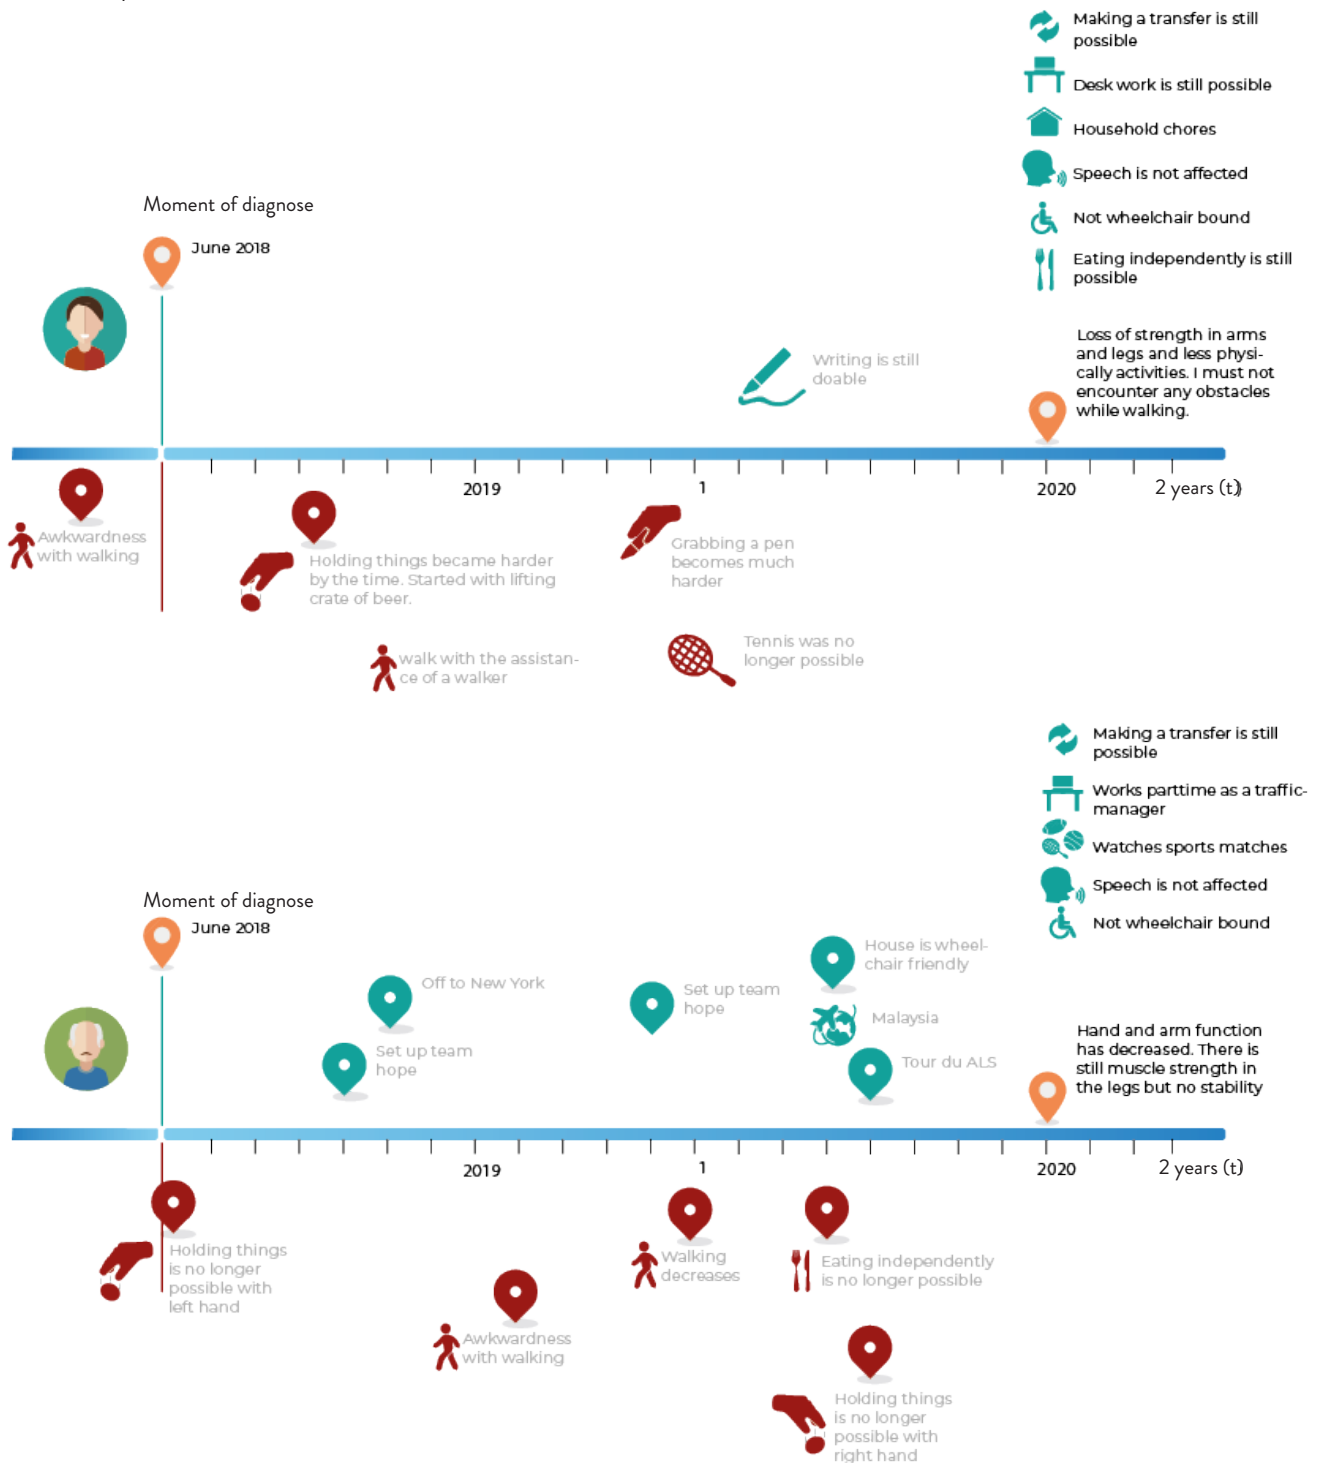 Making a transfer is still
possible
Desk work is still possible
Household chores
Speech is not affected
Not wheelchair bound
Eating independently is still
possible
Moment of diagnose
June 2018
Loss of strength in arms
and legs and less physi-
cally activities. I must not
encounter any obstacles
while walking.
Writing is still
doable
2019
1
2020
2 years (t)
Awkwardness
with walking
Holding things became harder
by the time. Started with lifting
crate of beer.
Grabbing a pen
becomes much
harder
walk with the assistan-
ce of a walker
Tennis was no
longer possible
Making a transfer is still
possible
Works parttime as a traffic-
manager
Watches sports matches
Speech is not affected
Not wheelchair bound
Moment of diagnose
June 2018
Off to New York
Set up team
hope
Set up team
hope
House is wheel-
chair friendly
Malaysia
Tour du ALS
Hand and arm function
has decreased. There is
still muscle strength in
the legs but no stability
2019
1
2020
2 years (t)
Holding things
is no longer
possible with
left hand
Awkwardness
with walking
Walking
decreases
Eating independently
is no longer possible
Holding things
is no longer
possible with
right hand